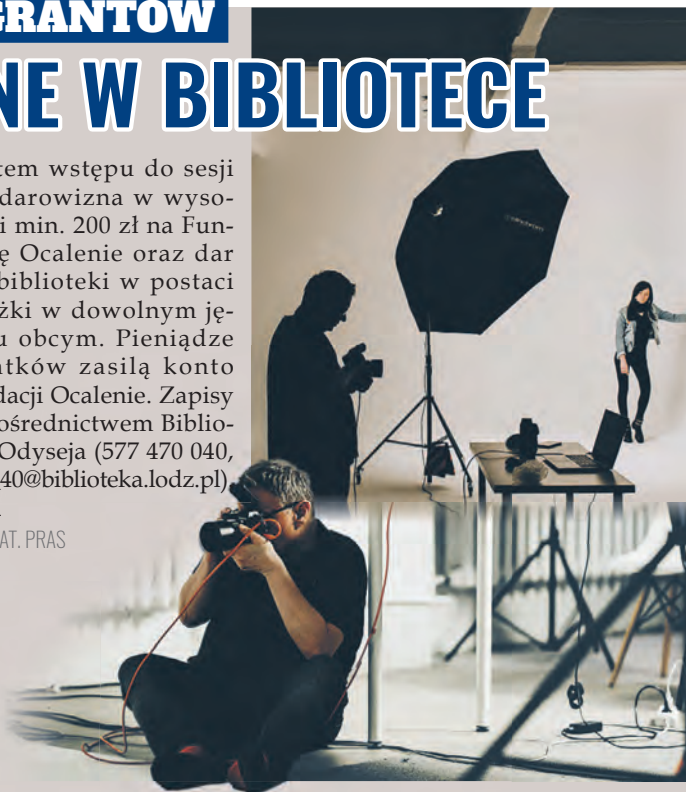 GRANTÓW
NE W BIBLIOTECE
tem wstępu do sesji
darowizna w wyso-
i min. 200 zł na Fun-
ę Ocalenie oraz dar
biblioteki w postaci
żki w dowolnym ję-
u obcym. Pieniądze
atków zasilą konto
dacji Ocalenie. Zapisy
ośrednictwem Biblio-
Odyseja (577 470 040,
40@biblioteka.lodz.pl)
AT. PRAS